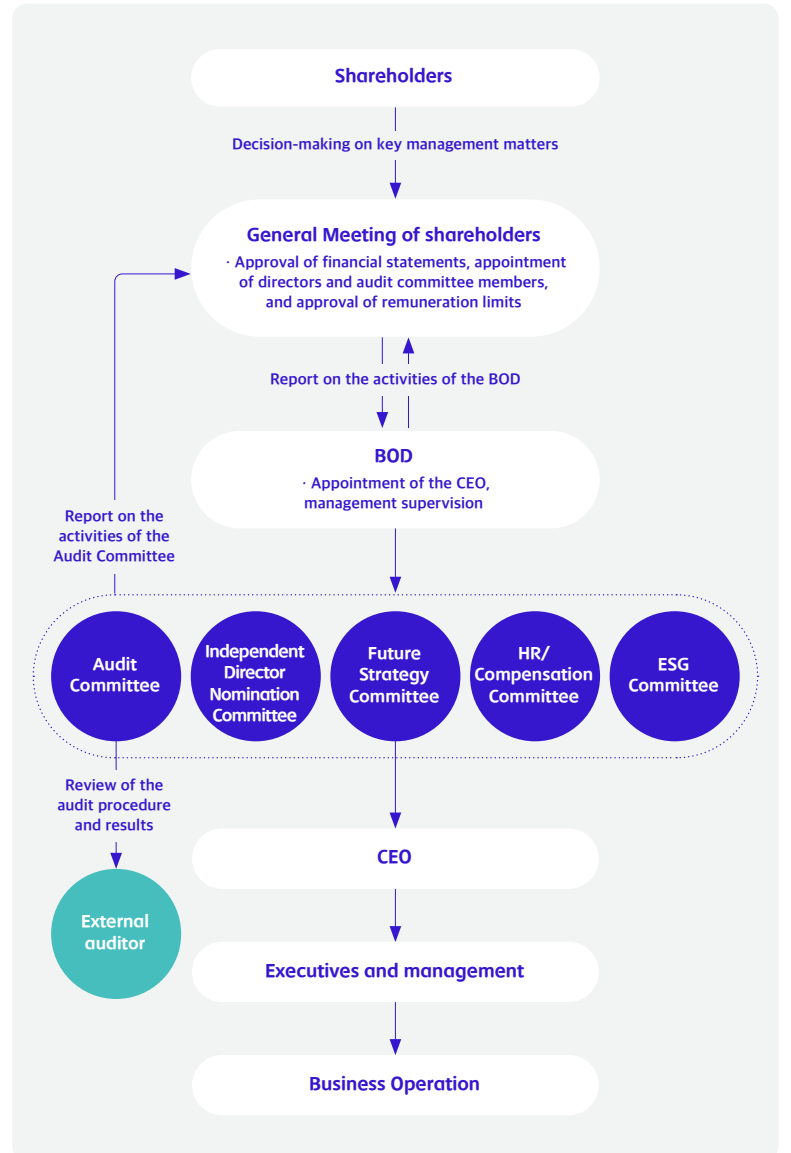 Shareholders
Decision-making on key management matters
General Meeting of shareholders
· Approval of financial statements, appointment
of directors and audit committee members,
and approval of remuneration limits
Report on the activities of the BOD
BOD
· Appointment of the CEO,
management supervision
Report on the
activities of the
Audit Committee
Audit
Committee
Independent
Director
Nomination
Committee
Future
Strategy
Committee
HR/
Compensation
Committee
ESG
Committee
Review of the
audit procedure
and results
CEO
External
auditor
Executives and management
Business Operation